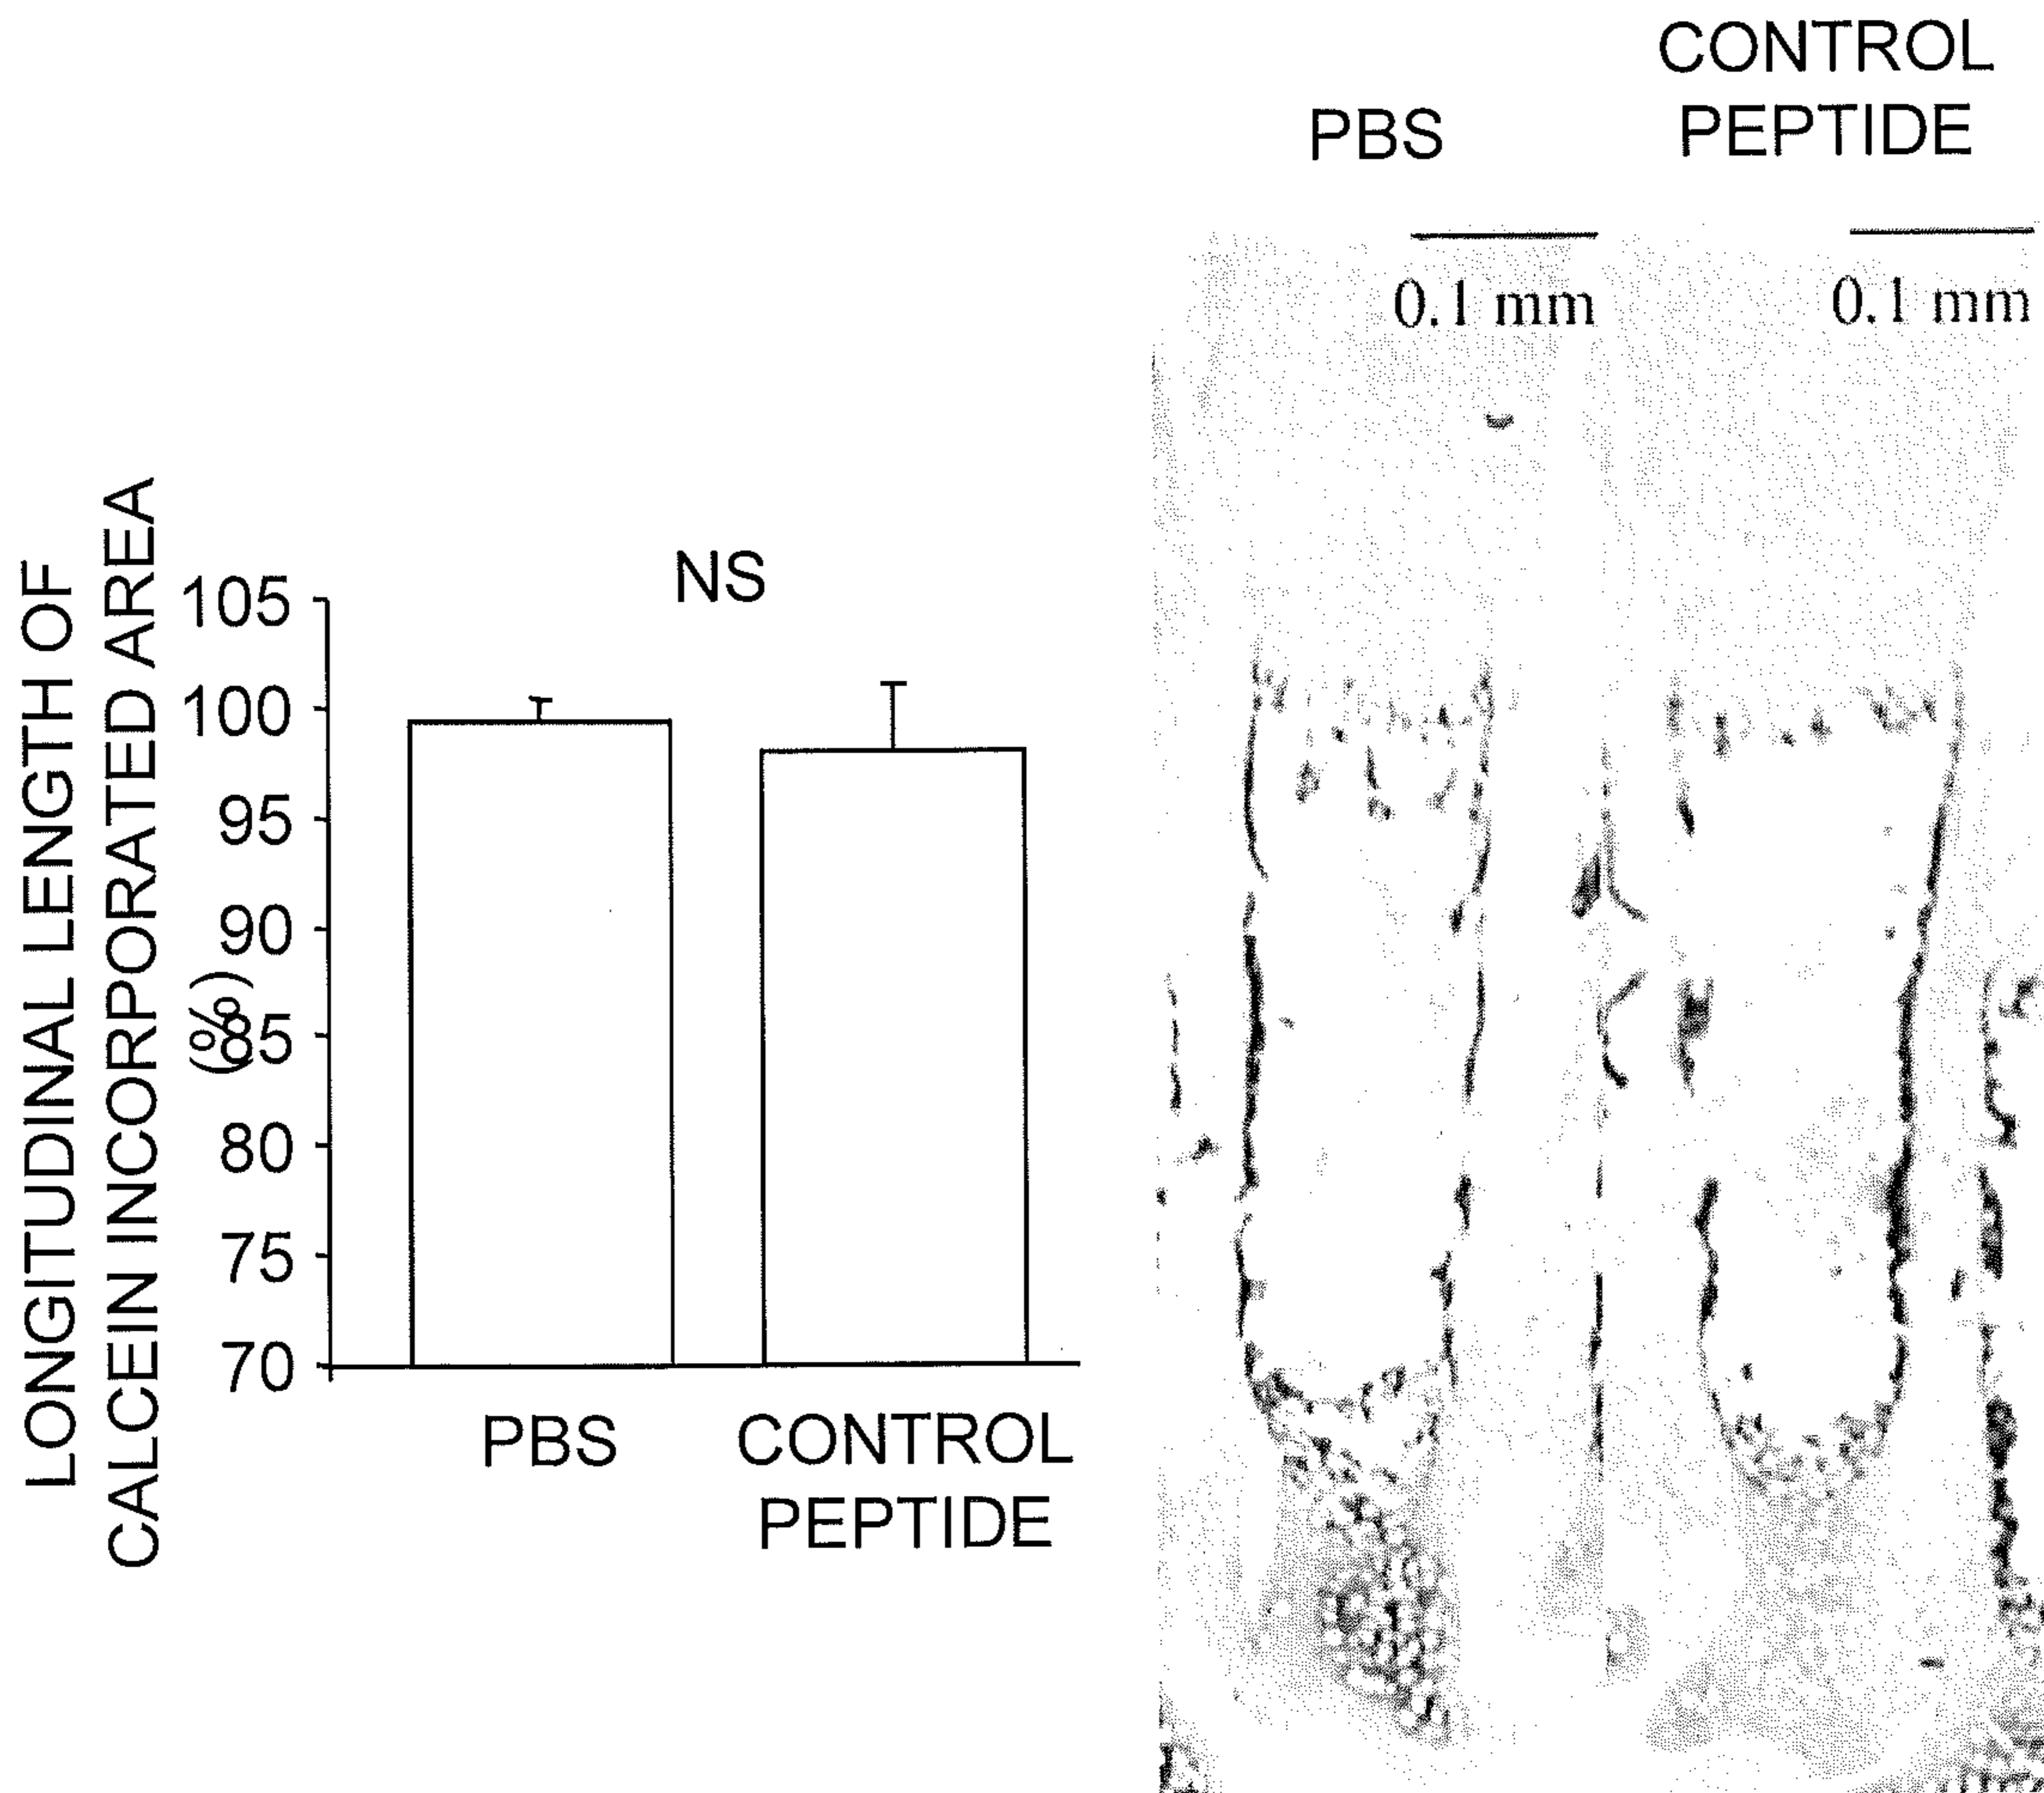 CONTROL
PBS PEPTIDE
0.1 mm 0.1 mm
LONGITUDINAL LENGTH OF
CALCEIN INCORPORATED AREA
(%)
NS
105
100
95
90
85
80
75
70
PBS CONTROL
PEPTIDE